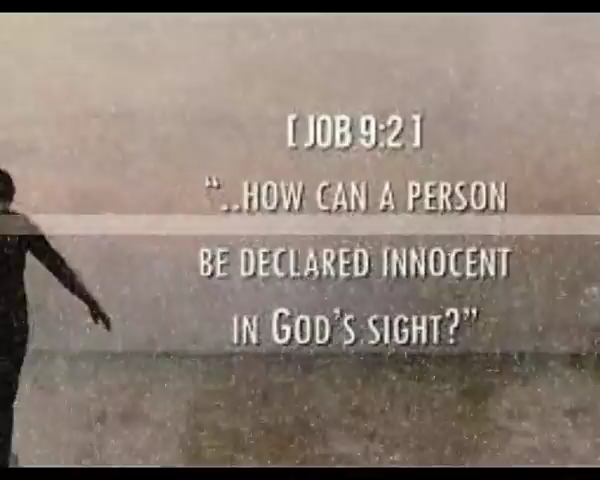 [ JOB 9:2 ]
“..HOW CAN A PERSON
BE DECLARED INNOCENT
IN GOD’S SIGHT?”